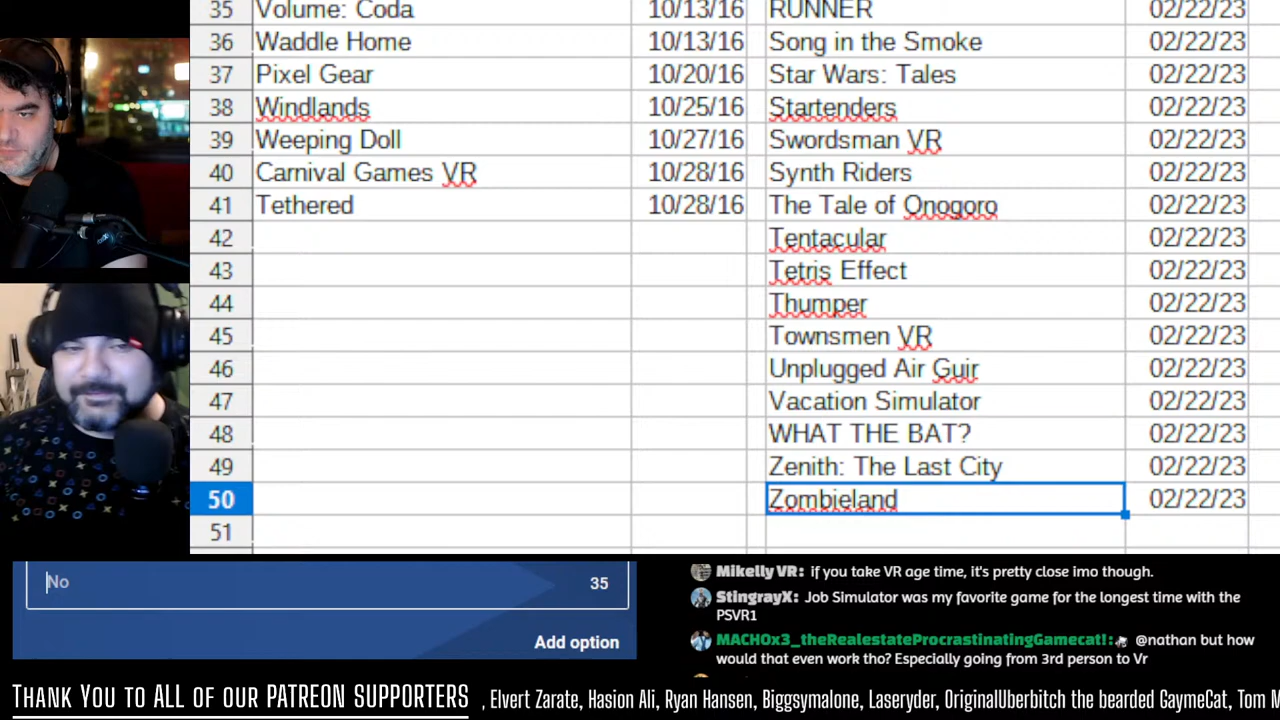 35 Volume: Coda 10/13/16 RUNNER 02/22/23
36 Waddle Home 10/13/16 Song in the Smoke 02/22/23
37 Pixel Gear 10/20/16 Star Wars: Tales 02/22/23
38 Windlands 10/25/16 Startenders 02/22/23
39 Weeping Doll 10/27/16 Swordsman VR 02/22/23
40 Carnival Games VR 10/28/16 Synth Riders 02/22/23
41 Tethered 10/28/16 The Tale of Onogoro 02/22/23
42 Tentacular 02/22/23
43 Tetris Effect 02/22/23
44 Thumper 02/22/23
45 Townsmen VR 02/22/23
46 Unplugged Air Guir 02/22/23
47 Vacation Simulator 02/22/23
48 WHAT THE BAT? 02/22/23
49 Zenith: The Last City 02/22/23
50 Zombieland 02/22/23
51
No 35
Add option
Mikelly VR: if you take VR age time, it's pretty close imo though.
StingrayX: Job Simulator was my favorite game for the longest time with the
PSVR1
MACHOx3_theRealestateProcrastinatingGamecat!: @nathan but how
would that even work tho? Especially going from 3rd person to Vr
THANK YOU TO ALL OF OUR PATREON SUPPORTERS , Elvert Zarate, Hasion Ali, Ryan Hansen, Biggsymalone, Laseryder, OriginalUberbitch the bearded GaymeCat, Tom M